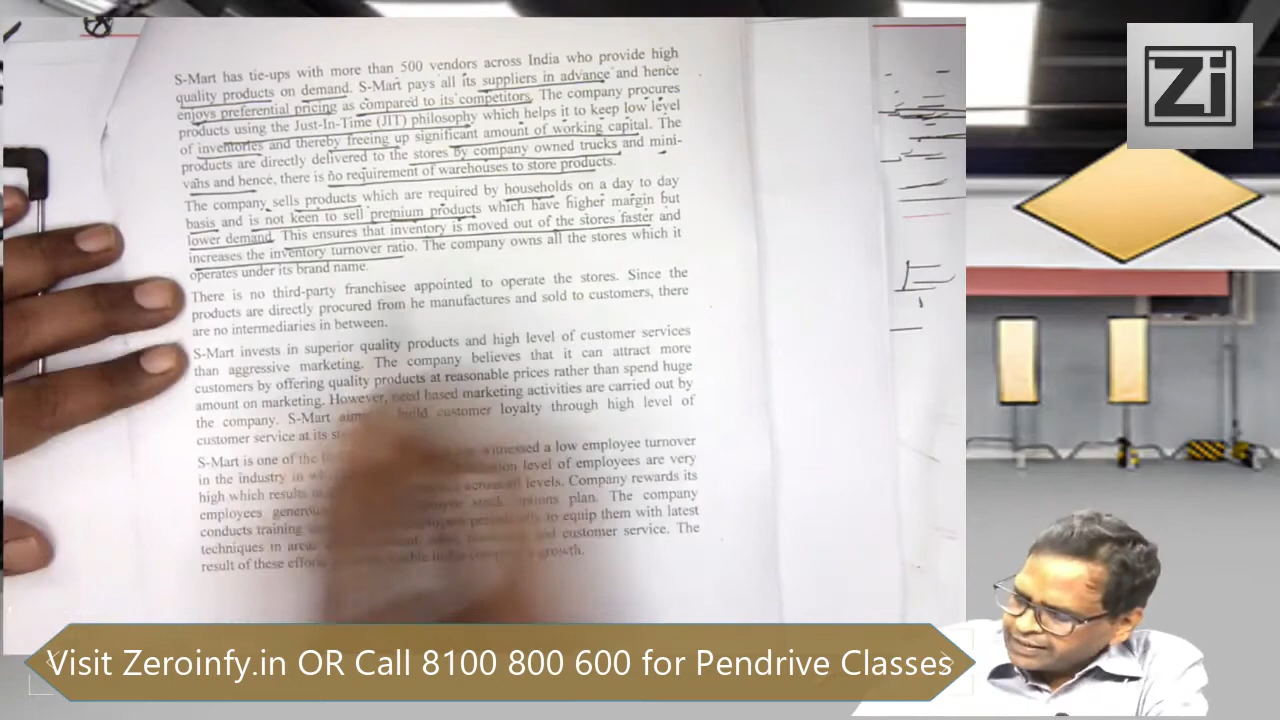 S-Mart has tie-ups with more than 500 vendors across India who provide high
quality products on demand. S-Mart pays all its suppliers in advance and hence
enjoys preferential pricing as compared to its competitors. The company procures
products using the Just-In-Time (JIT) philosophy which helps it to keep low level
of inventories and thereby freeing up significant amount of working capital. The
products are directly delivered to the stores by company owned trucks and mini-
vans and hence, there is no requirement of warehouses to store products.
The company sells products which are required by households on a day to day
basis and is not keen to sell premium products which have higher margin but
lower demand. This ensures that inventory is moved out of the stores faster and
increases the inventory turnover ratio. The company owns all the stores which it
operates under its brand name.
There is no third-party franchisee appointed to operate the stores. Since the
products are directly procured from he manufactures and sold to customers, there
are no intermediaries in between.
S-Mart invests in superior quality products and high level of customer services
than aggressive marketing. The company believes that it can attract more
customers by offering quality products at reasonable prices rather than spend huge
amount on marketing. However, need based marketing activities are carried out by
the company. S-Mart build customer loyalty through high level of
customer service at its
S-Mart is one of the witnessed a low employee turnover
in the industry in level of employees are very
high which results across all levels. Company rewards its
employees stock options plan. The company
conducts training to equip them with latest
techniques in and customer service. The
result of these growth.
Zi
Visit Zeroinfy.in OR Call 8100 800 600 for Pendrive Classes